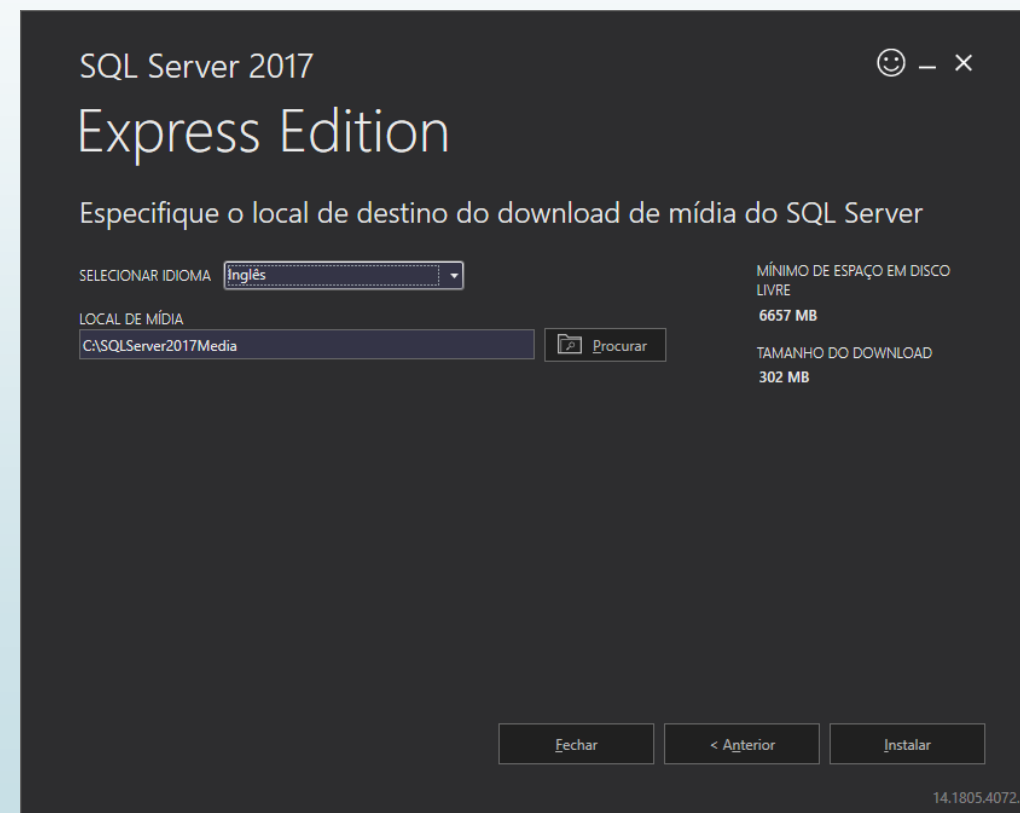 SQL Server 2017
Express Edition
Especifique o local de destino do download de mídia do SQL Server
SELECIONAR IDIOMA Inglês
LOCAL DE MÍDIA
C:\SQLServer2017Media Procurar
MÍNIMO DE ESPAÇO EM DISCO
LIVRE
6657 MB
TAMANHO DO DOWNLOAD
302 MB
Fechar < Anterior Instalar
14.1805.4072.